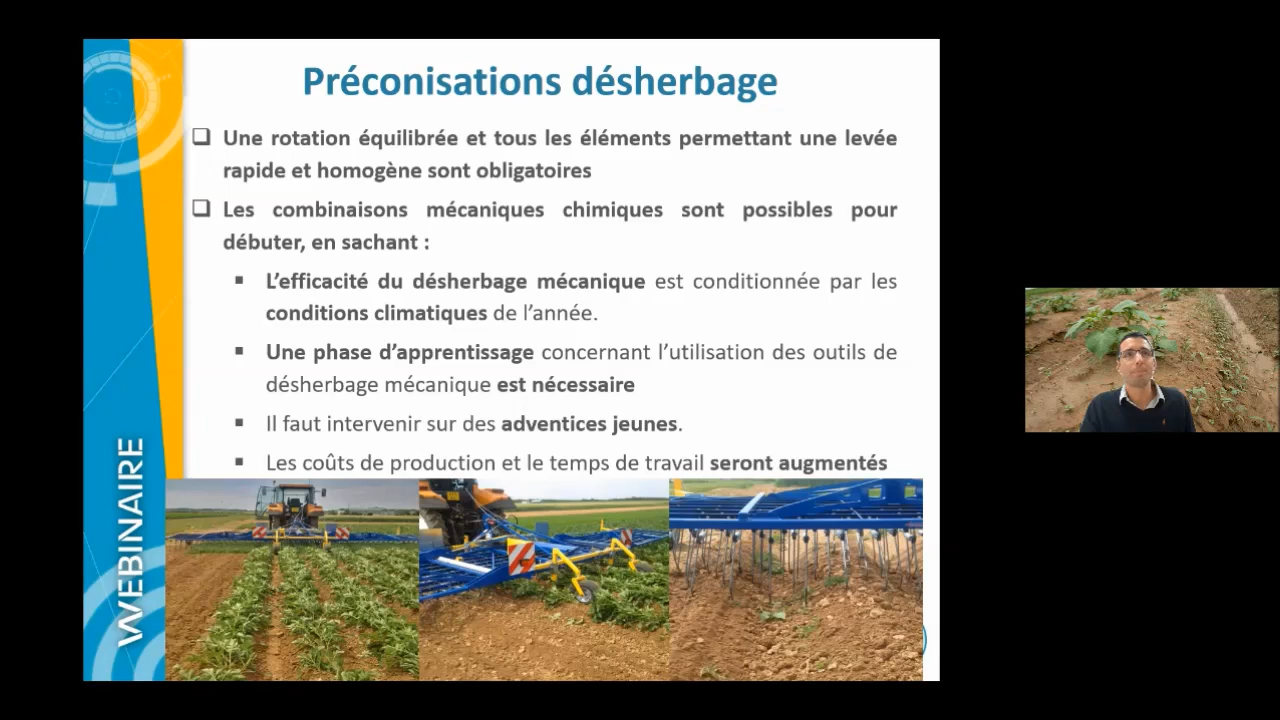 Préconisations désherbage
Une rotation équilibrée et tous les éléments permettant une levée
rapide et homogène sont obligatoires
Les combinaisons mécaniques chimiques sont possibles pour
débuter, en sachant :
L’efficacité du désherbage mécanique est conditionnée par les
conditions climatiques de l’année.
Une phase d’apprentissage concernant l’utilisation des outils de
désherbage mécanique est nécessaire
Il faut intervenir sur des adventices jeunes.
Les coûts de production et le temps de travail seront augmentés
WEBINAIRE